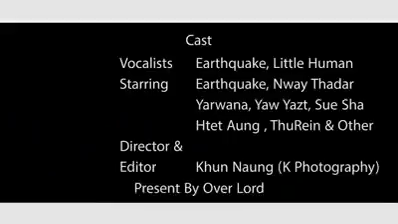 Cast
Vocalists Earthquake, Little Human
Starring Earthquake, Nway Thadar
Yarwana, Yaw Yazt, Sue Sha
Htet Aung , ThuRein & Other
Director &
Editor Khun Naung (K Photography)
Present By Over Lord